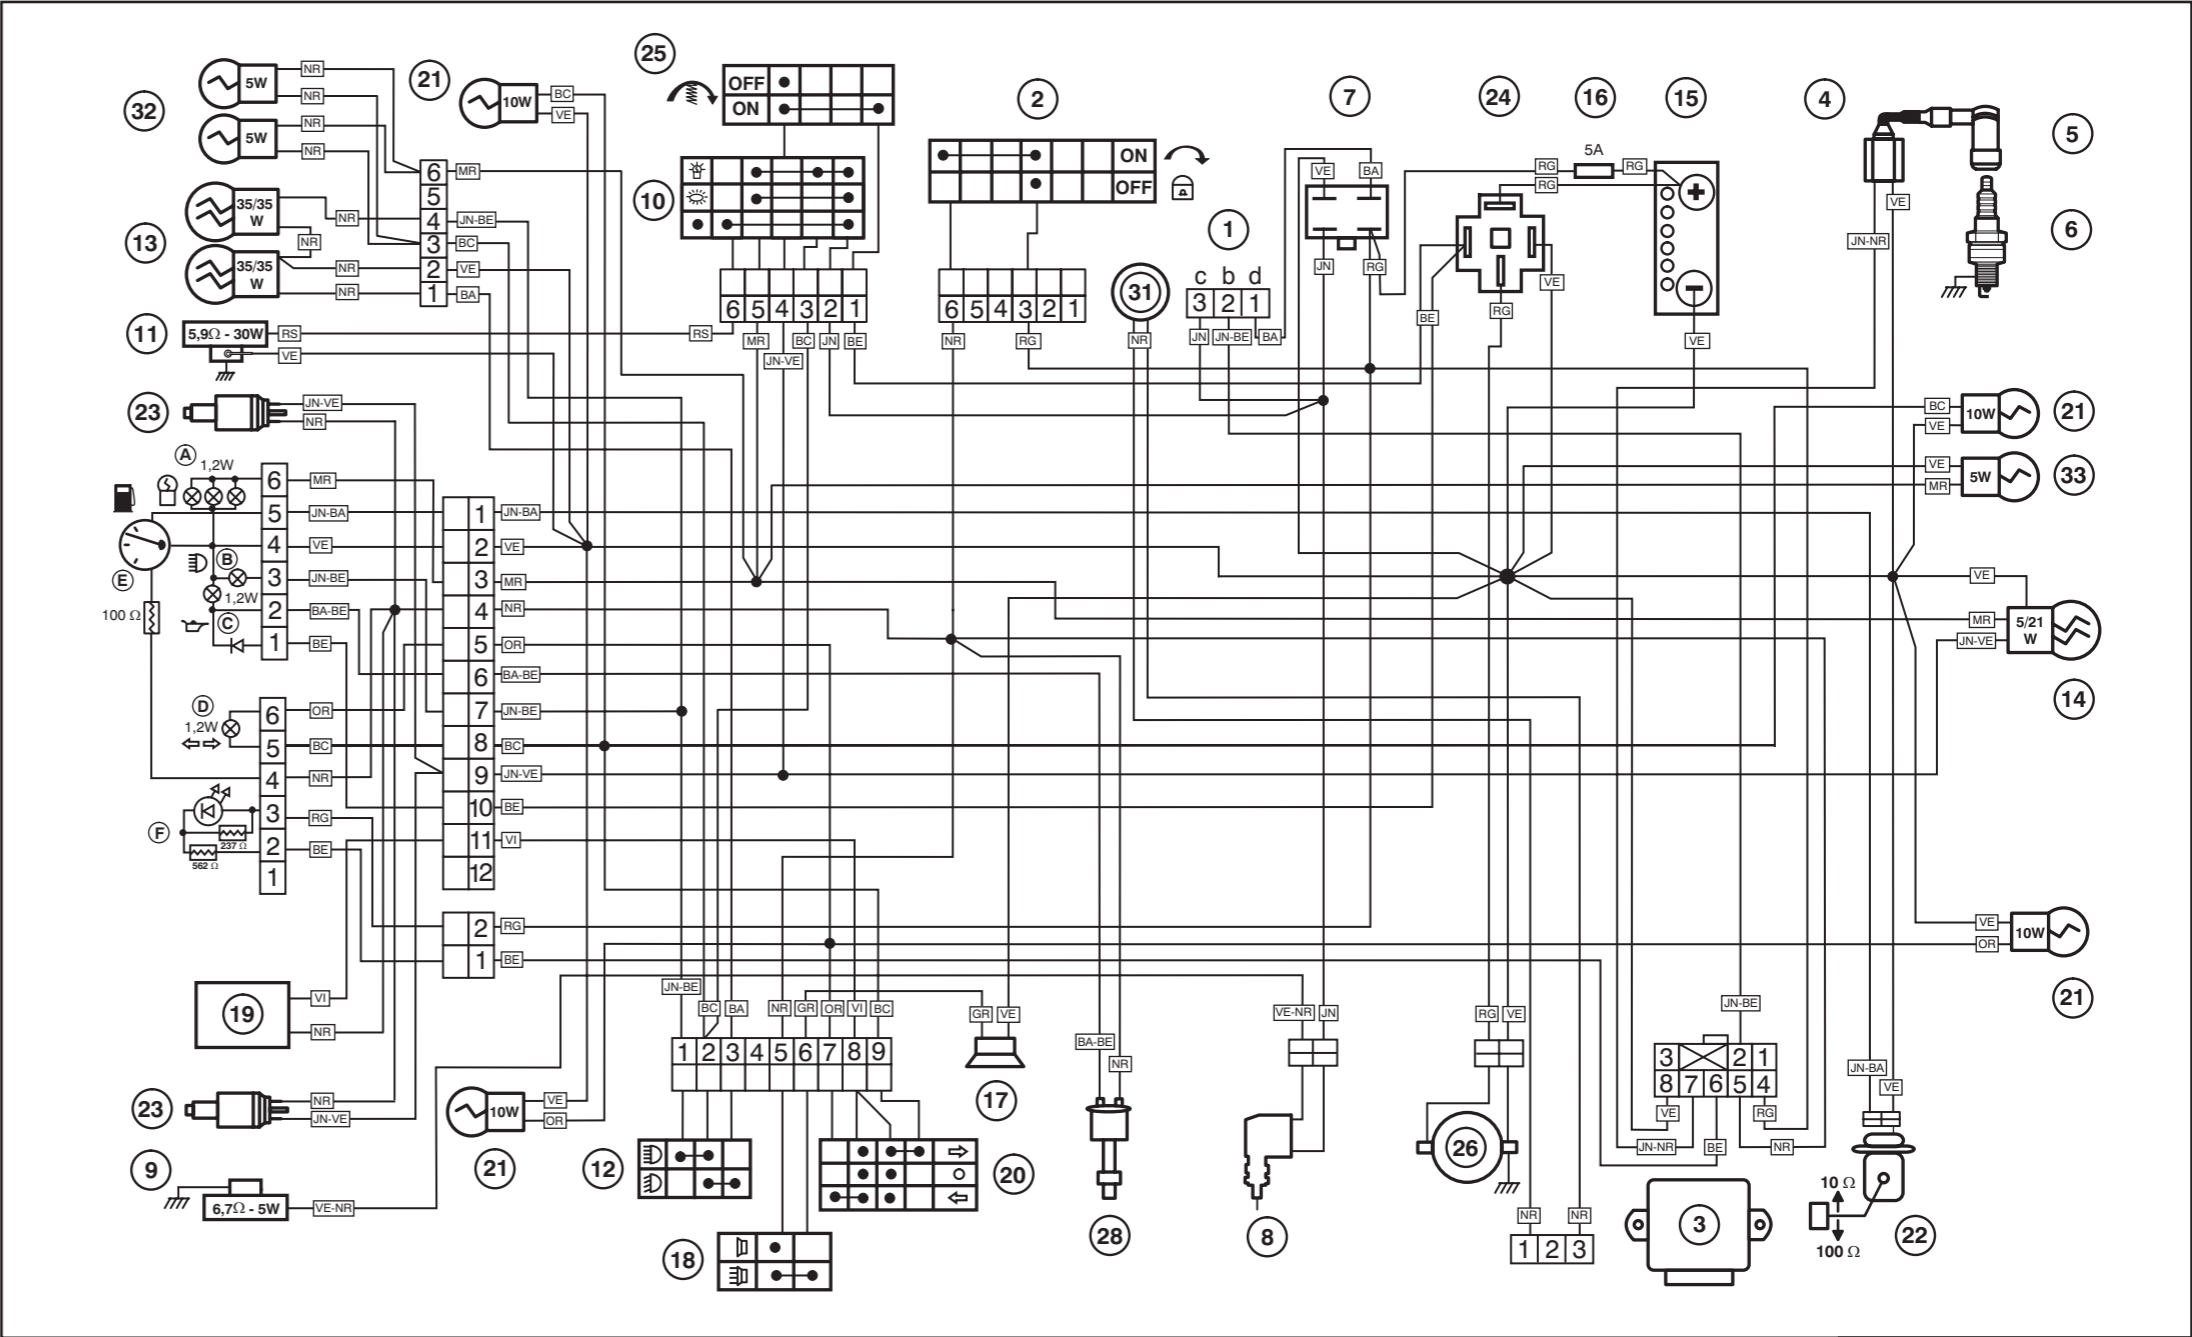 32
5W
NR
NR
5W
NR
NR
21
10W
BC
VE
25
OFF
ON
2
ON
OFF
7
24
16
5A
15
4
5
6
RG
RG
RG
VE
BA
JN
RG
VE
JN-NR
13
35/35
W
NR
NR
35/35
W
NR
NR
6
5
4
3
2
1
MR
JN-BE
BC
VE
BA
10
6
5
4
3
2
1
RS
MR
JN-VE
BC
JN
BE
6
5
4
3
2
1
NR
RG
31
NR
1
c
b
d
3
2
1
JN
JN-BE
BA
BE
RG
VE
VE
11
5,9Ω - 30W
RS
VE
23
JN-VE
NR
21
BC
VE
10W
33
VE
MR
5W
A
1,2W
B
1,2W
C
E
100 Ω
6
5
4
3
2
1
MR
JN-BA
VE
JN-BE
BA-BE
BE
D
1,2W
6
5
4
3
2
1
OR
BC
NR
RG
BE
F
237 Ω
562 Ω
1
2
3
4
5
6
7
8
9
10
11
12
JN-BA
VE
MR
NR
OR
BA-BE
JN-BE
BC
JN-VE
BE
VI
2
1
RG
BE
VE
MR
JN-VE
5/21
W
14
VE
OR
10W
21
19
VI
NR
23
NR
JN-VE
9
6,7Ω - 5W
VE-NR
21
10W
VE
OR
JN-BE
BC
BA
NR
GR
OR
VI
BC
1
2
3
4
5
6
7
8
9
12
20
18
GR
VE
17
BA-BE
NR
28
VE-NR
JN
8
RG
VE
26
NR
NR
1
2
3
JN-BE
3
2
1
8
7
6
5
4
VE
RG
JN-NR
BE
NR
3
JN-BA
VE
10 Ω
100 Ω
22